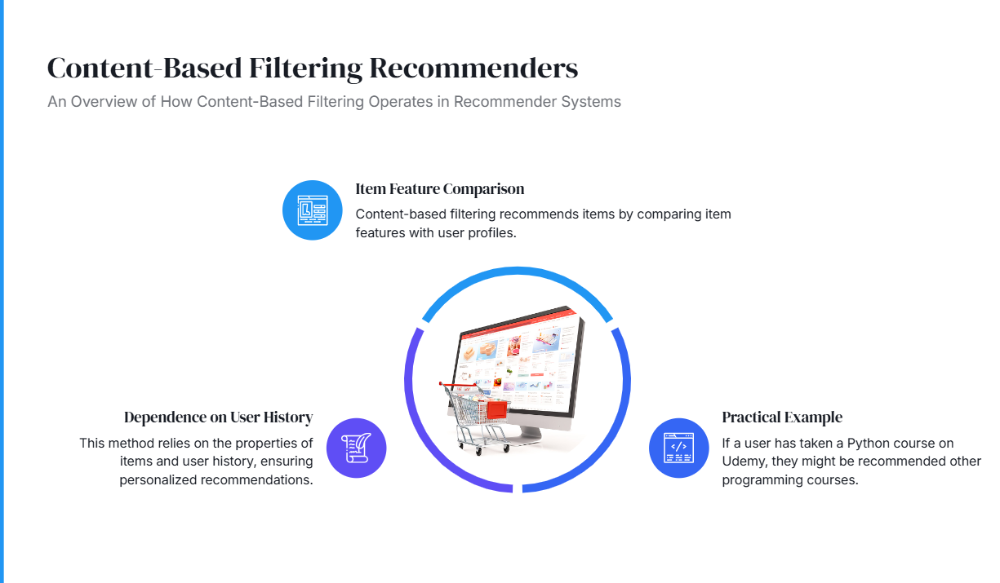 Content-Based Filtering Recommenders
An Overview of How Content-Based Filtering Operates in Recommender Systems
Item Feature Comparison
Content-based filtering recommends items by comparing item
features with user profiles.
Dependence on User History
This method relies on the properties of
items and user history, ensuring
personalized recommendations.
Practical Example
If a user has taken a Python course on
Udemy, they might be recommended other
programming courses.